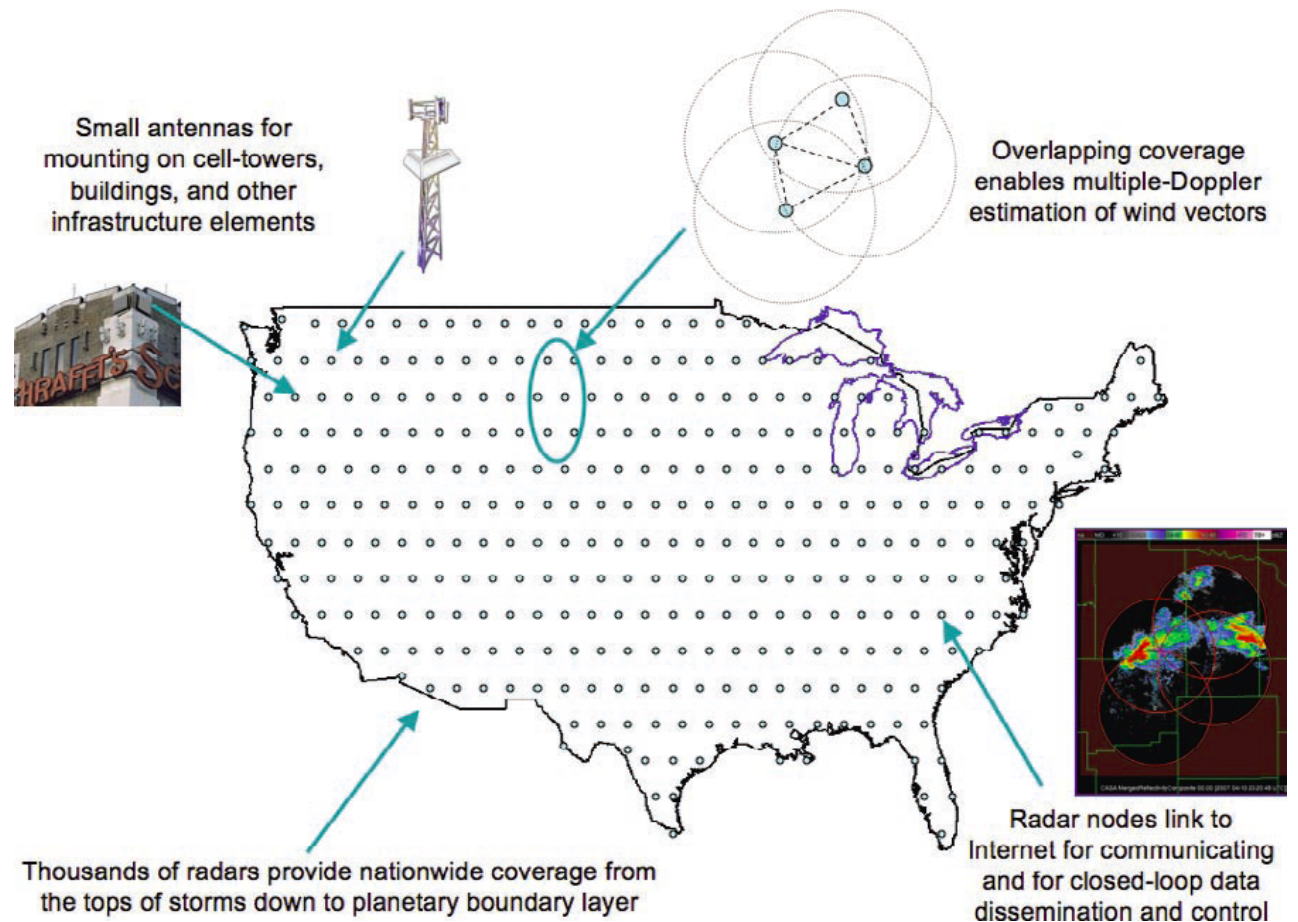 Small antennas for
mounting on cell-towers,
buildings, and other
infrastructure elements
Overlapping coverage
enables multiple-Doppler
estimation of wind vectors
HRAFFT'S SC
Thousands of radars provide nationwide coverage from
the tops of storms down to planetary boundary layer
Radar nodes link to
Internet for communicating
and for closed-loop data
dissemination and control